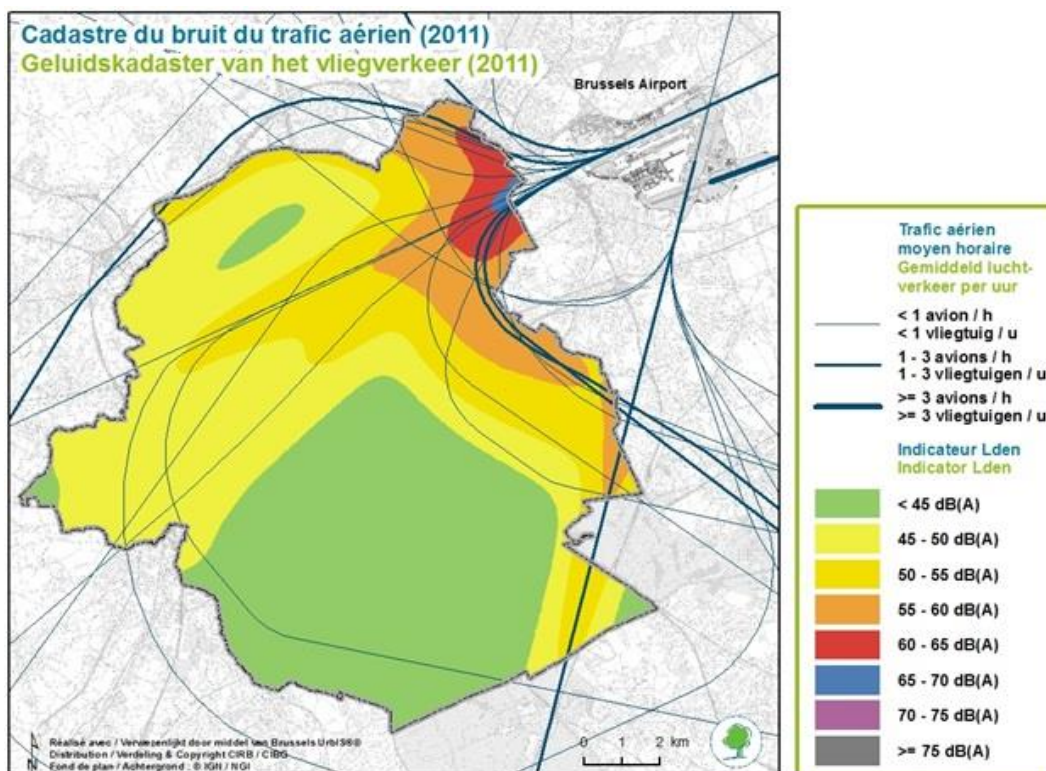 Cadastre du bruit du trafic aérien (2011)
Geluidskadaster van het vliegverkeer (2011)
Brussels Airport
Trafic aérien
moyen horaire
Gemiddeld lucht-
verkeer per uur
< 1 avion / h
< 1 vliegtuig / u
1 - 3 avions / h
1 - 3 vliegtuigen / u
>= 3 avions / h
>= 3 vliegtuigen / u
Indicateur Lden
Indicator Lden
< 45 dB(A)
45 - 50 dB(A)
50 - 55 dB(A)
55 - 60 dB(A)
60 - 65 dB(A)
65 - 70 dB(A)
70 - 75 dB(A)
>= 75 dB(A)
N
Réalisé avec / Verwezenlijkt door middel van Brussels UrbIS®©
Distribution / Verdeling & Copyright CIRB / CIBG
Fond de plan / Achtergrond : © IGN / NGI
0 1 2 km